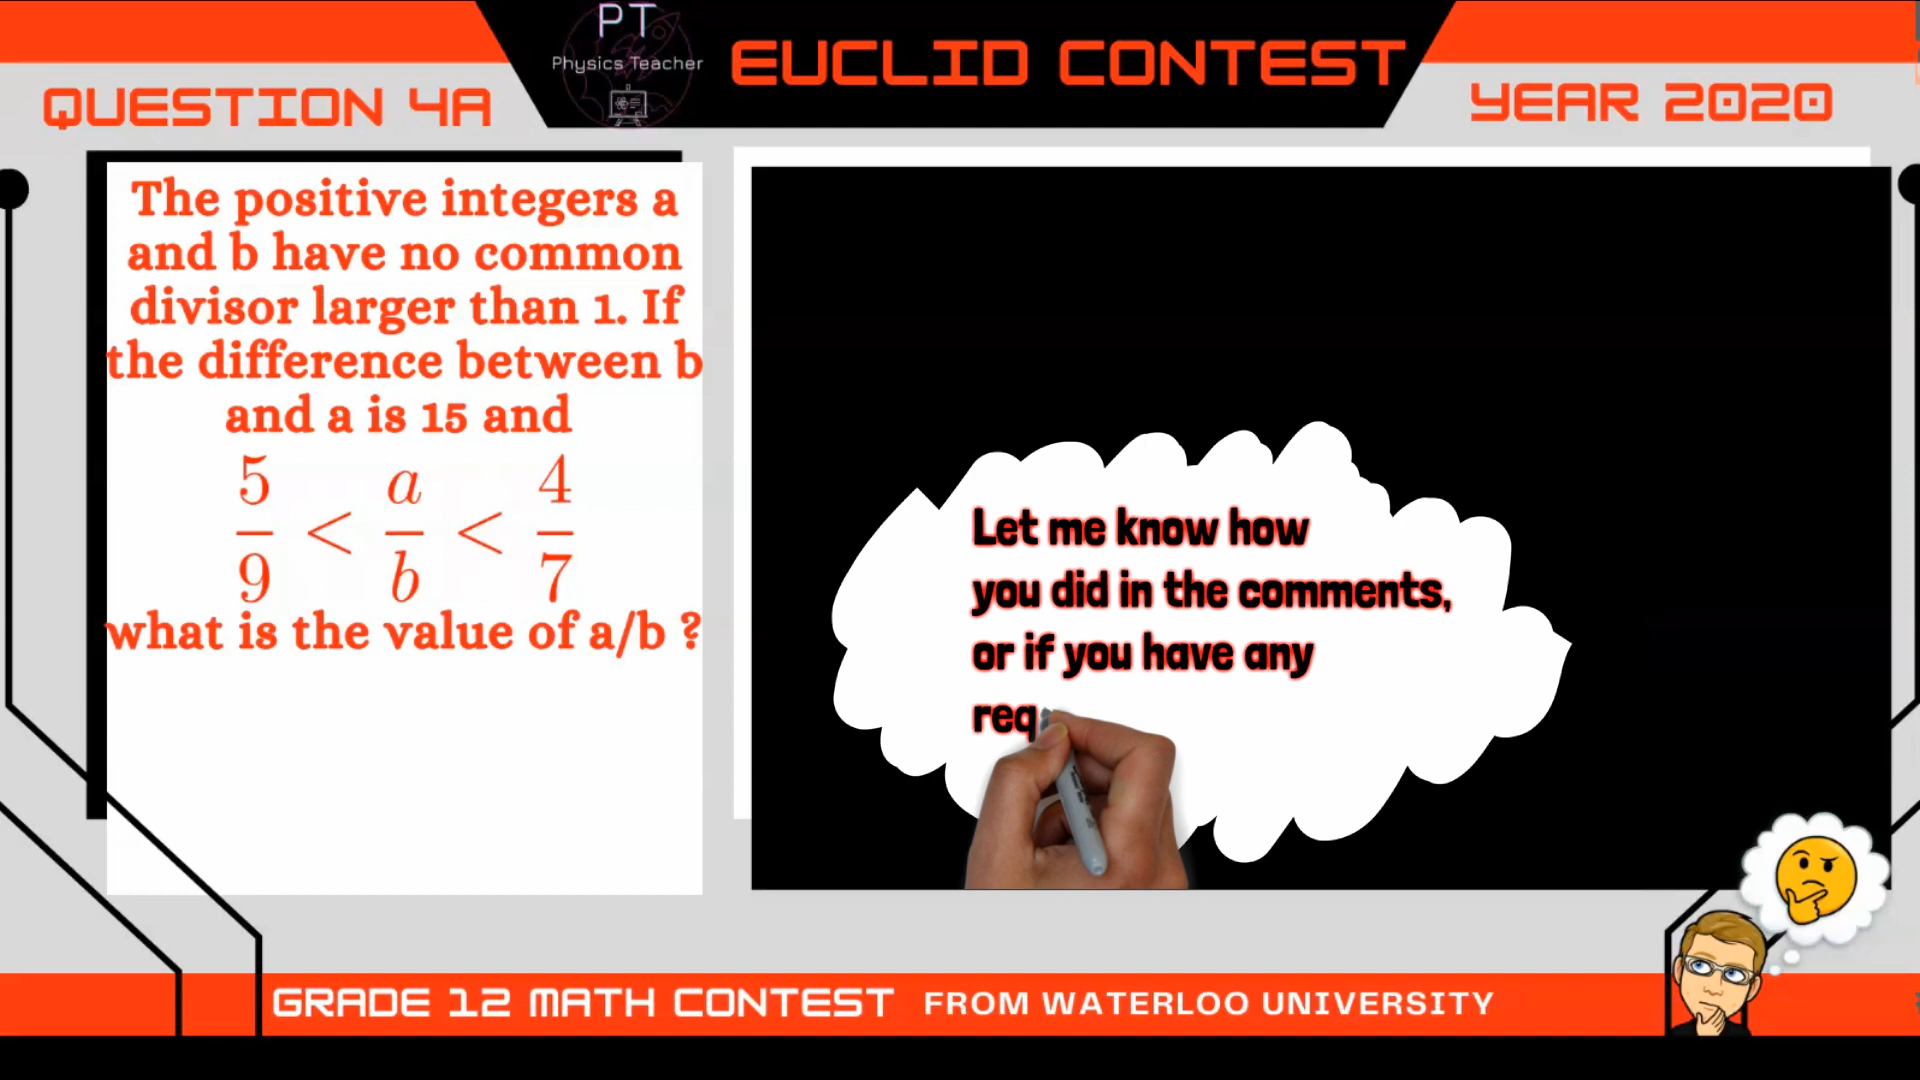 PT
Physics Teacher
EUCLID CONTEST
QUESTION 4A
YEAR 2020
The positive integers a
and b have no common
divisor larger than 1. If
the difference between b
and a is 15 and
5/9 < a/b < 4/7
what is the value of a/b ?
Let me know how
you did in the comments,
or if you have any
req
GRADE 12 MATH CONTEST FROM WATERLOO UNIVERSITY